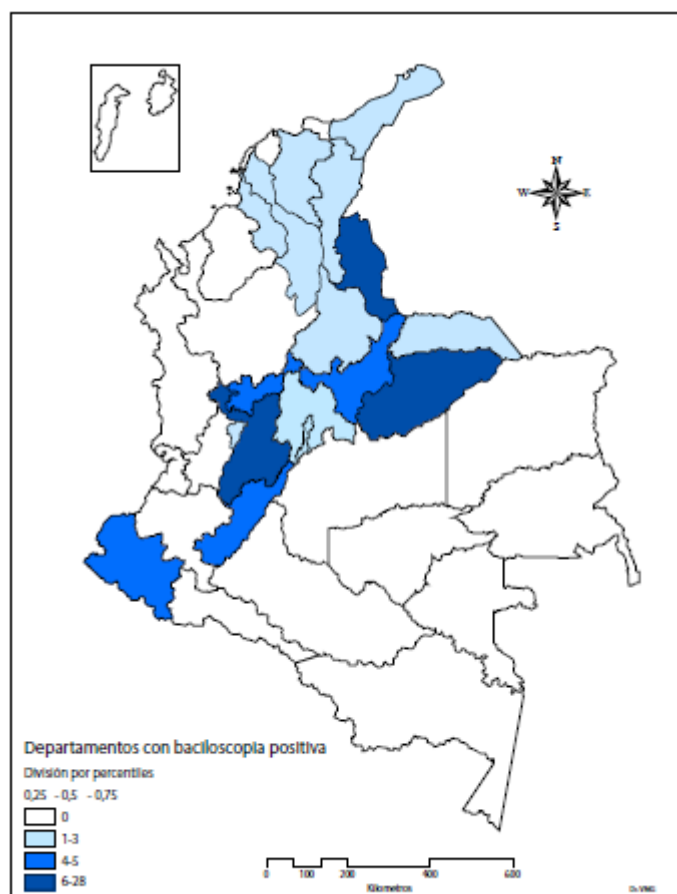 N
W E
S
Departamentos con baciloscopia positiva
División por percentiles
0,25 - 0,5 - 0,75
0
1-3
4-5
6-28
0 100 200 400 600
Kilometros